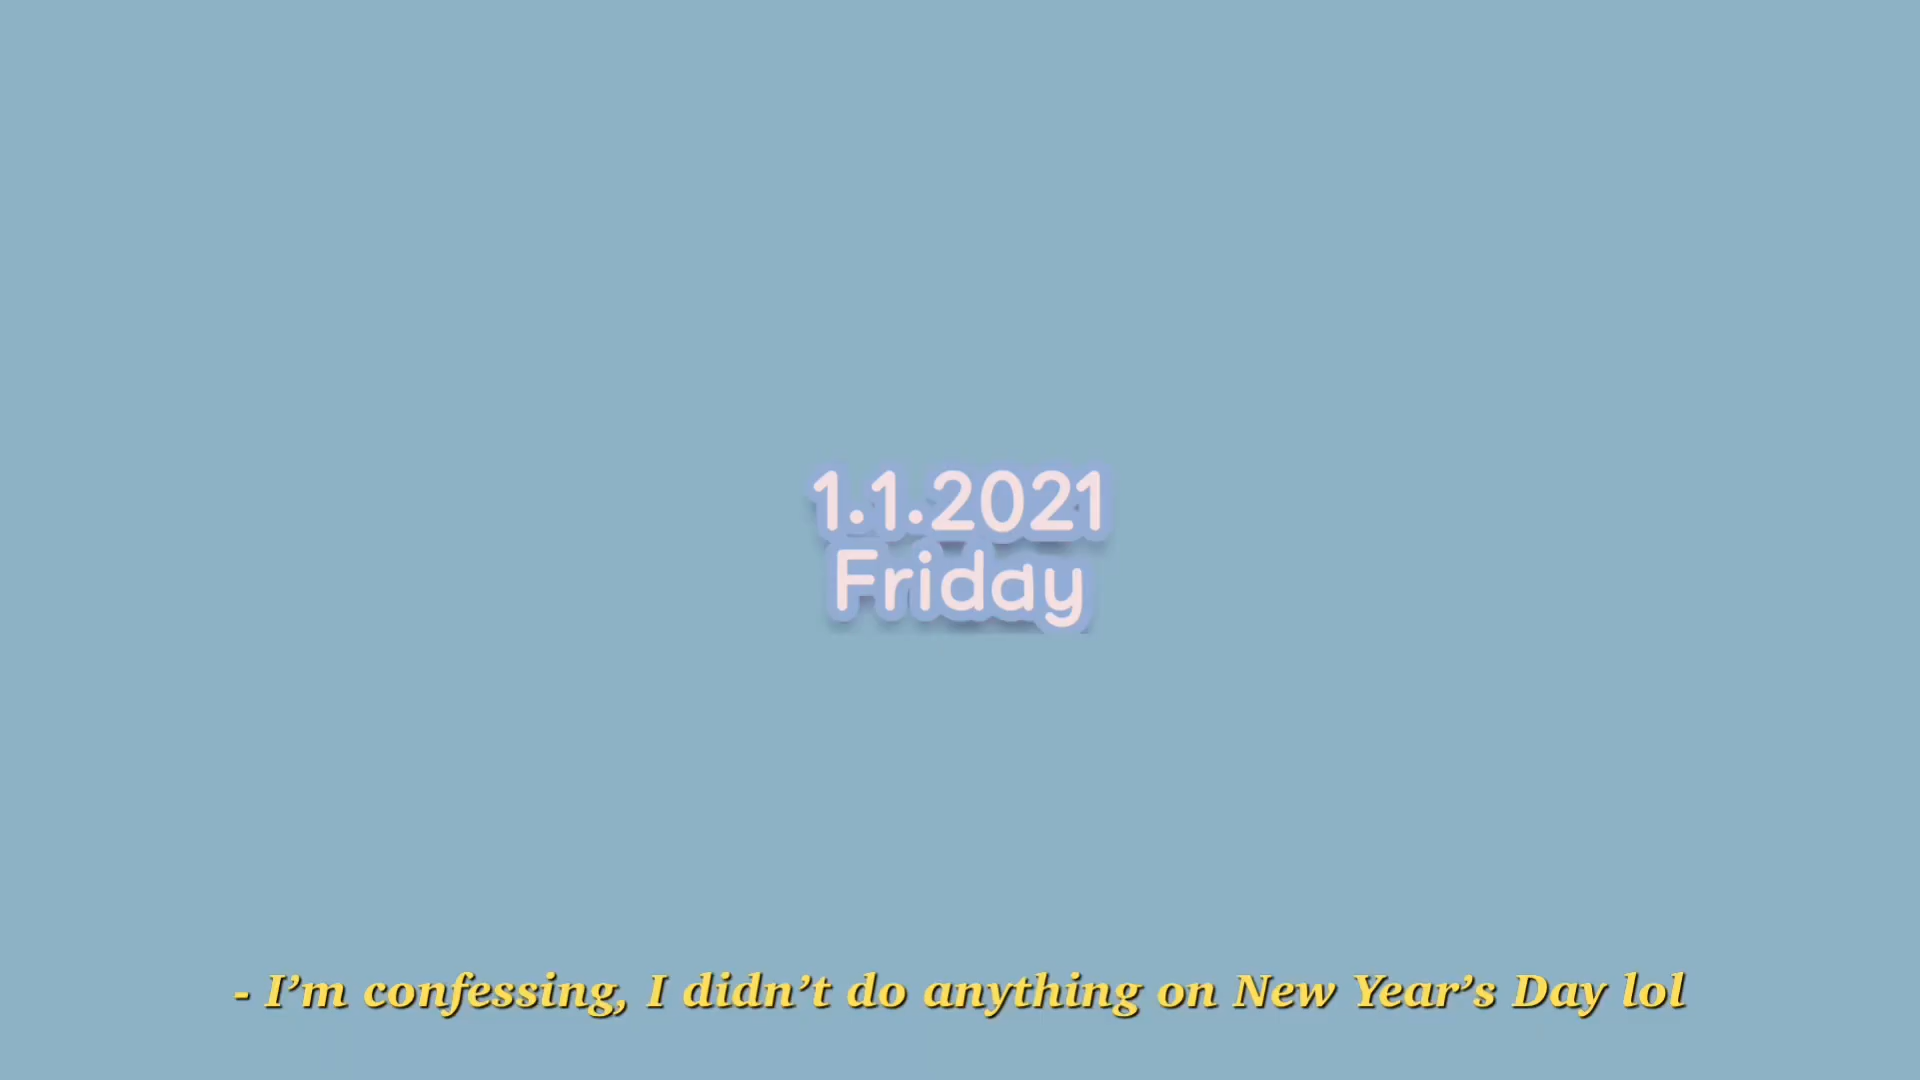 1.1.2021
Friday
- I’m confessing, I didn’t do anything on New Year’s Day lol